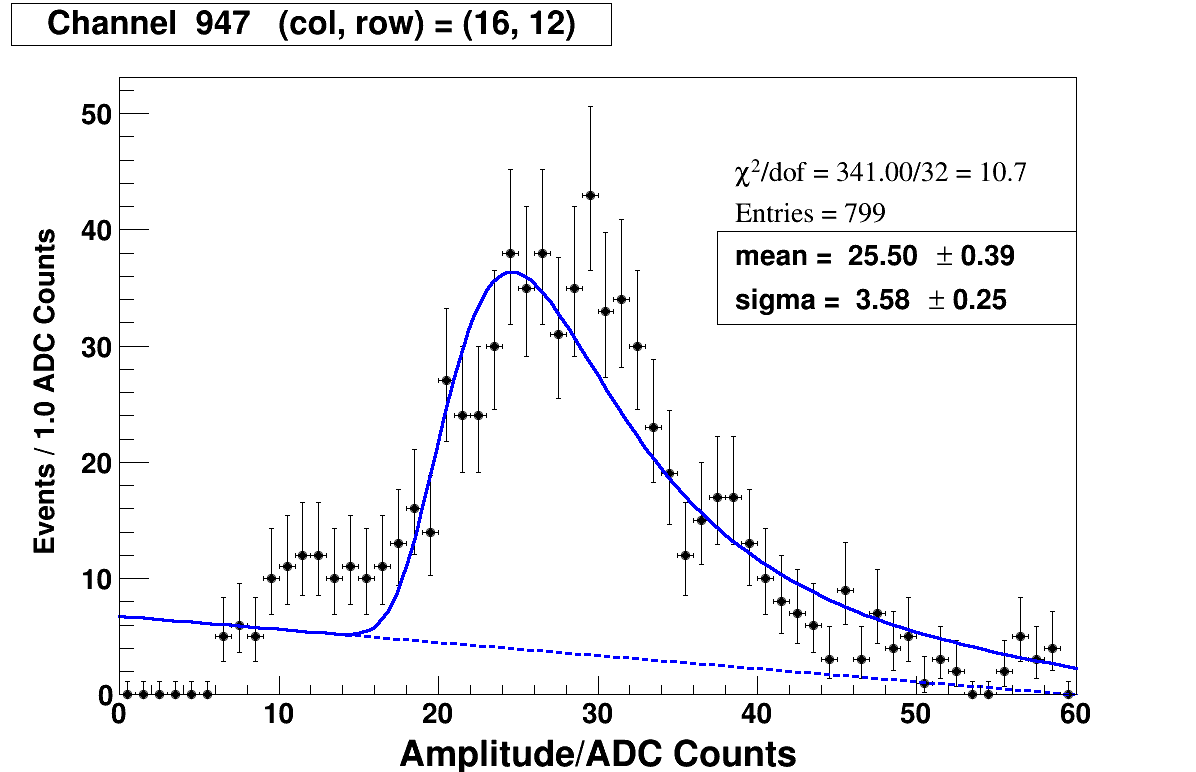 Channel 947 (col, row) = (16, 12)
50
40
30
20
10
0
Events / 1.0 ADC Counts
χ²/dof = 341.00/32 = 10.7
Entries = 799
mean = 25.50 ± 0.39
sigma = 3.58 ± 0.25
0 10 20 30 40 50 60
Amplitude/ADC Counts